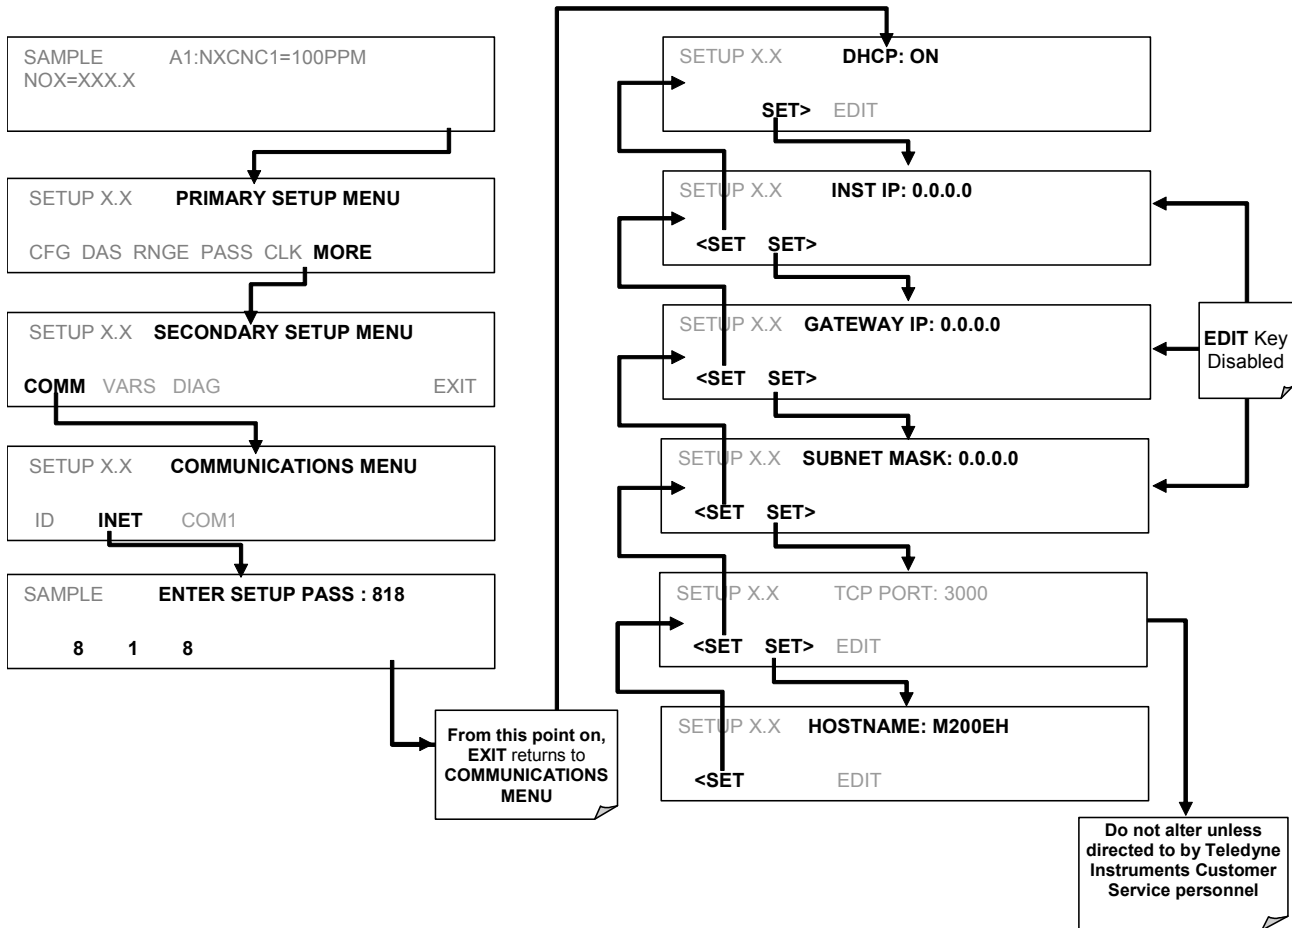 SAMPLE A1:NXCNC1=100PPM
NOX=XXX.X
SETUP X.X PRIMARY SETUP MENU
CFG DAS RNGE PASS CLK MORE
SETUP X.X SECONDARY SETUP MENU
COMM VARS DIAG EXIT
SETUP X.X COMMUNICATIONS MENU
ID INET COM1
SAMPLE ENTER SETUP PASS : 818
8 1 8
From this point on,
EXIT returns to
COMMUNICATIONS
MENU
SETUP X.X DHCP: ON
SET> EDIT
SETUP X.X INST IP: 0.0.0.0
<SET SET>
SETUP X.X GATEWAY IP: 0.0.0.0
<SET SET>
SETUP X.X SUBNET MASK: 0.0.0.0
<SET SET>
EDIT Key
Disabled
SETUP X.X TCP PORT: 3000
<SET SET> EDIT
SETUP X.X HOSTNAME: M200EH
<SET EDIT
Do not alter unless
directed to by Teledyne
Instruments Customer
Service personnel